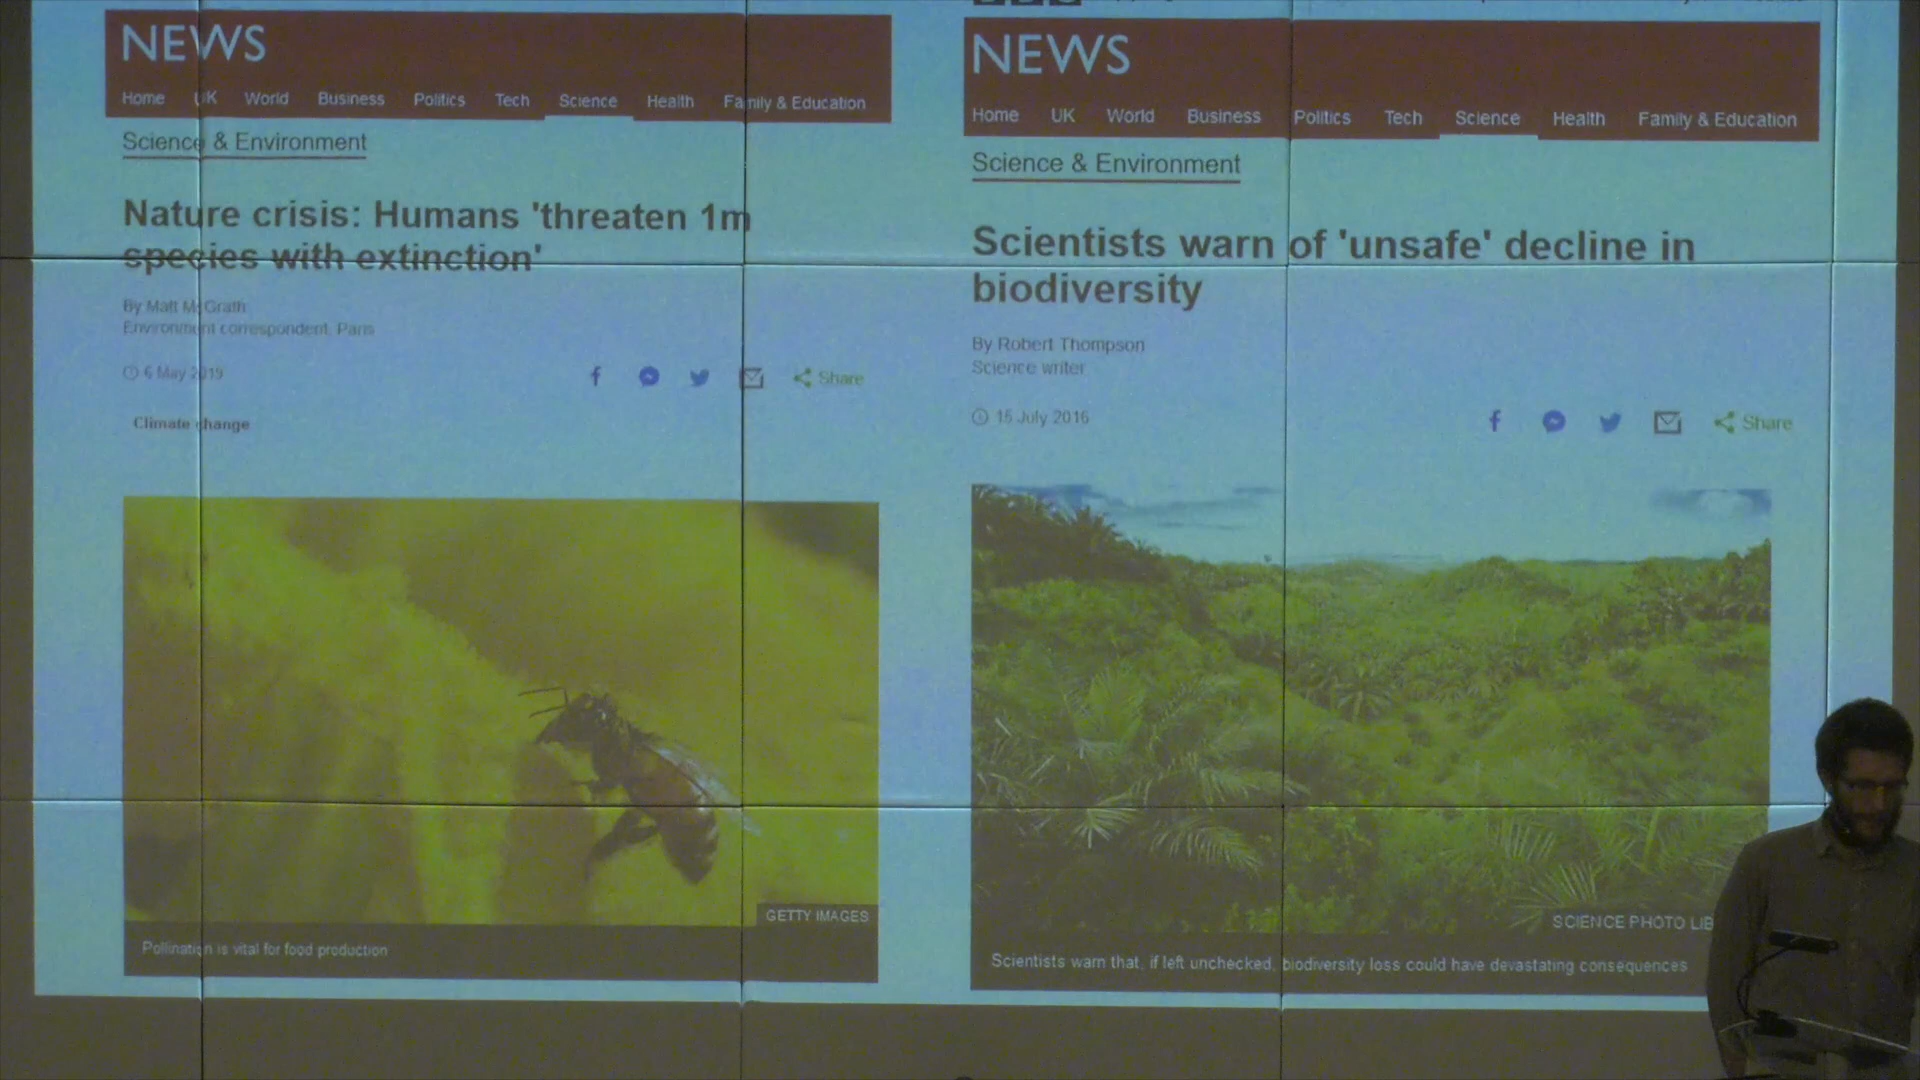 NEWS
Home UK World Business Politics Tech Science Health Family & Education
Science & Environment
Nature crisis: Humans 'threaten 1m
species with extinction'
By Matt McGrath
Environment correspondent, Paris
6 May 2019
Share
Climate change
GETTY IMAGES
Pollination is vital for food production
NEWS
Home UK World Business Politics Tech Science Health Family & Education
Science & Environment
Scientists warn of 'unsafe' decline in
biodiversity
By Robert Thompson
Science writer
15 July 2016
Share
SCIENCE PHOTO LIB
Scientists warn that, if left unchecked, biodiversity loss could have devastating consequences